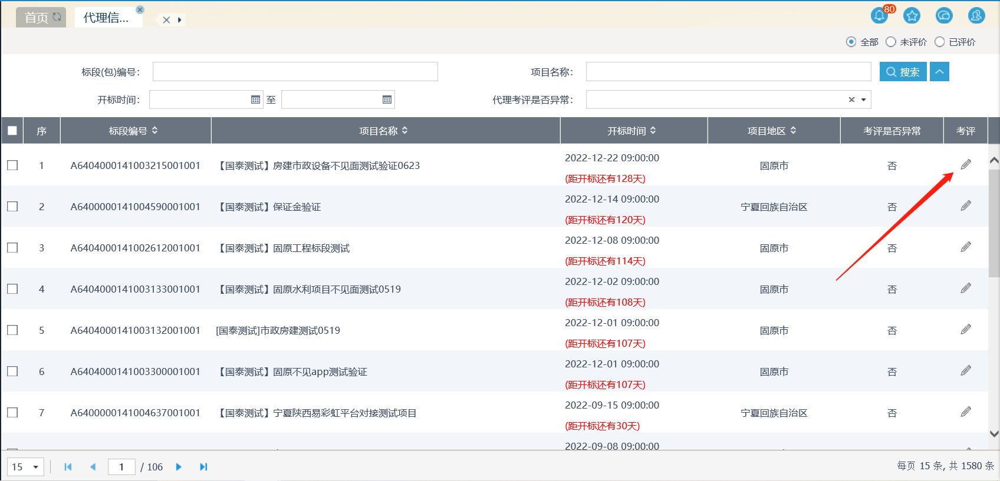 首页
代理信...
80
全部 未评价 已评价
标段(包)编号：
项目名称：
搜索
开标时间：
至
代理考评是否异常：
序 标段编号 项目名称 开标时间 项目地区 考评是否异常 考评
1 A6404000141003215001001 【国泰测试】房建市政设备不见面测试验证0623 2022-12-22 09:00:00 固原市 否
(距开标还有128天)
2 A6400000141004590001001 【国泰测试】保证金验证 2022-12-14 09:00:00 宁夏回族自治区 否
(距开标还有120天)
3 A6404000141002612001001 【国泰测试】固原工程标段测试 2022-12-08 09:00:00 固原市 否
(距开标还有114天)
4 A6404000141003133001001 【国泰测试】固原水利项目不见面测试0519 2022-12-02 09:00:00 固原市 否
(距开标还有108天)
5 A6404000141003132001001 [国泰测试]市政房建测试0519 2022-12-01 09:00:00 固原市 否
(距开标还有107天)
6 A6404000141003300001001 【国泰测试】固原不见app测试验证 2022-12-01 09:00:00 固原市 否
(距开标还有107天)
7 A6400000141004637001001 【国泰测试】宁夏陕西易彩虹平台对接测试项目 2022-09-15 09:00:00 宁夏回族自治区 否
(距开标还有30天)
2022-09-08 09:00:00
15 1 / 106 每页 15 条, 共 1580 条